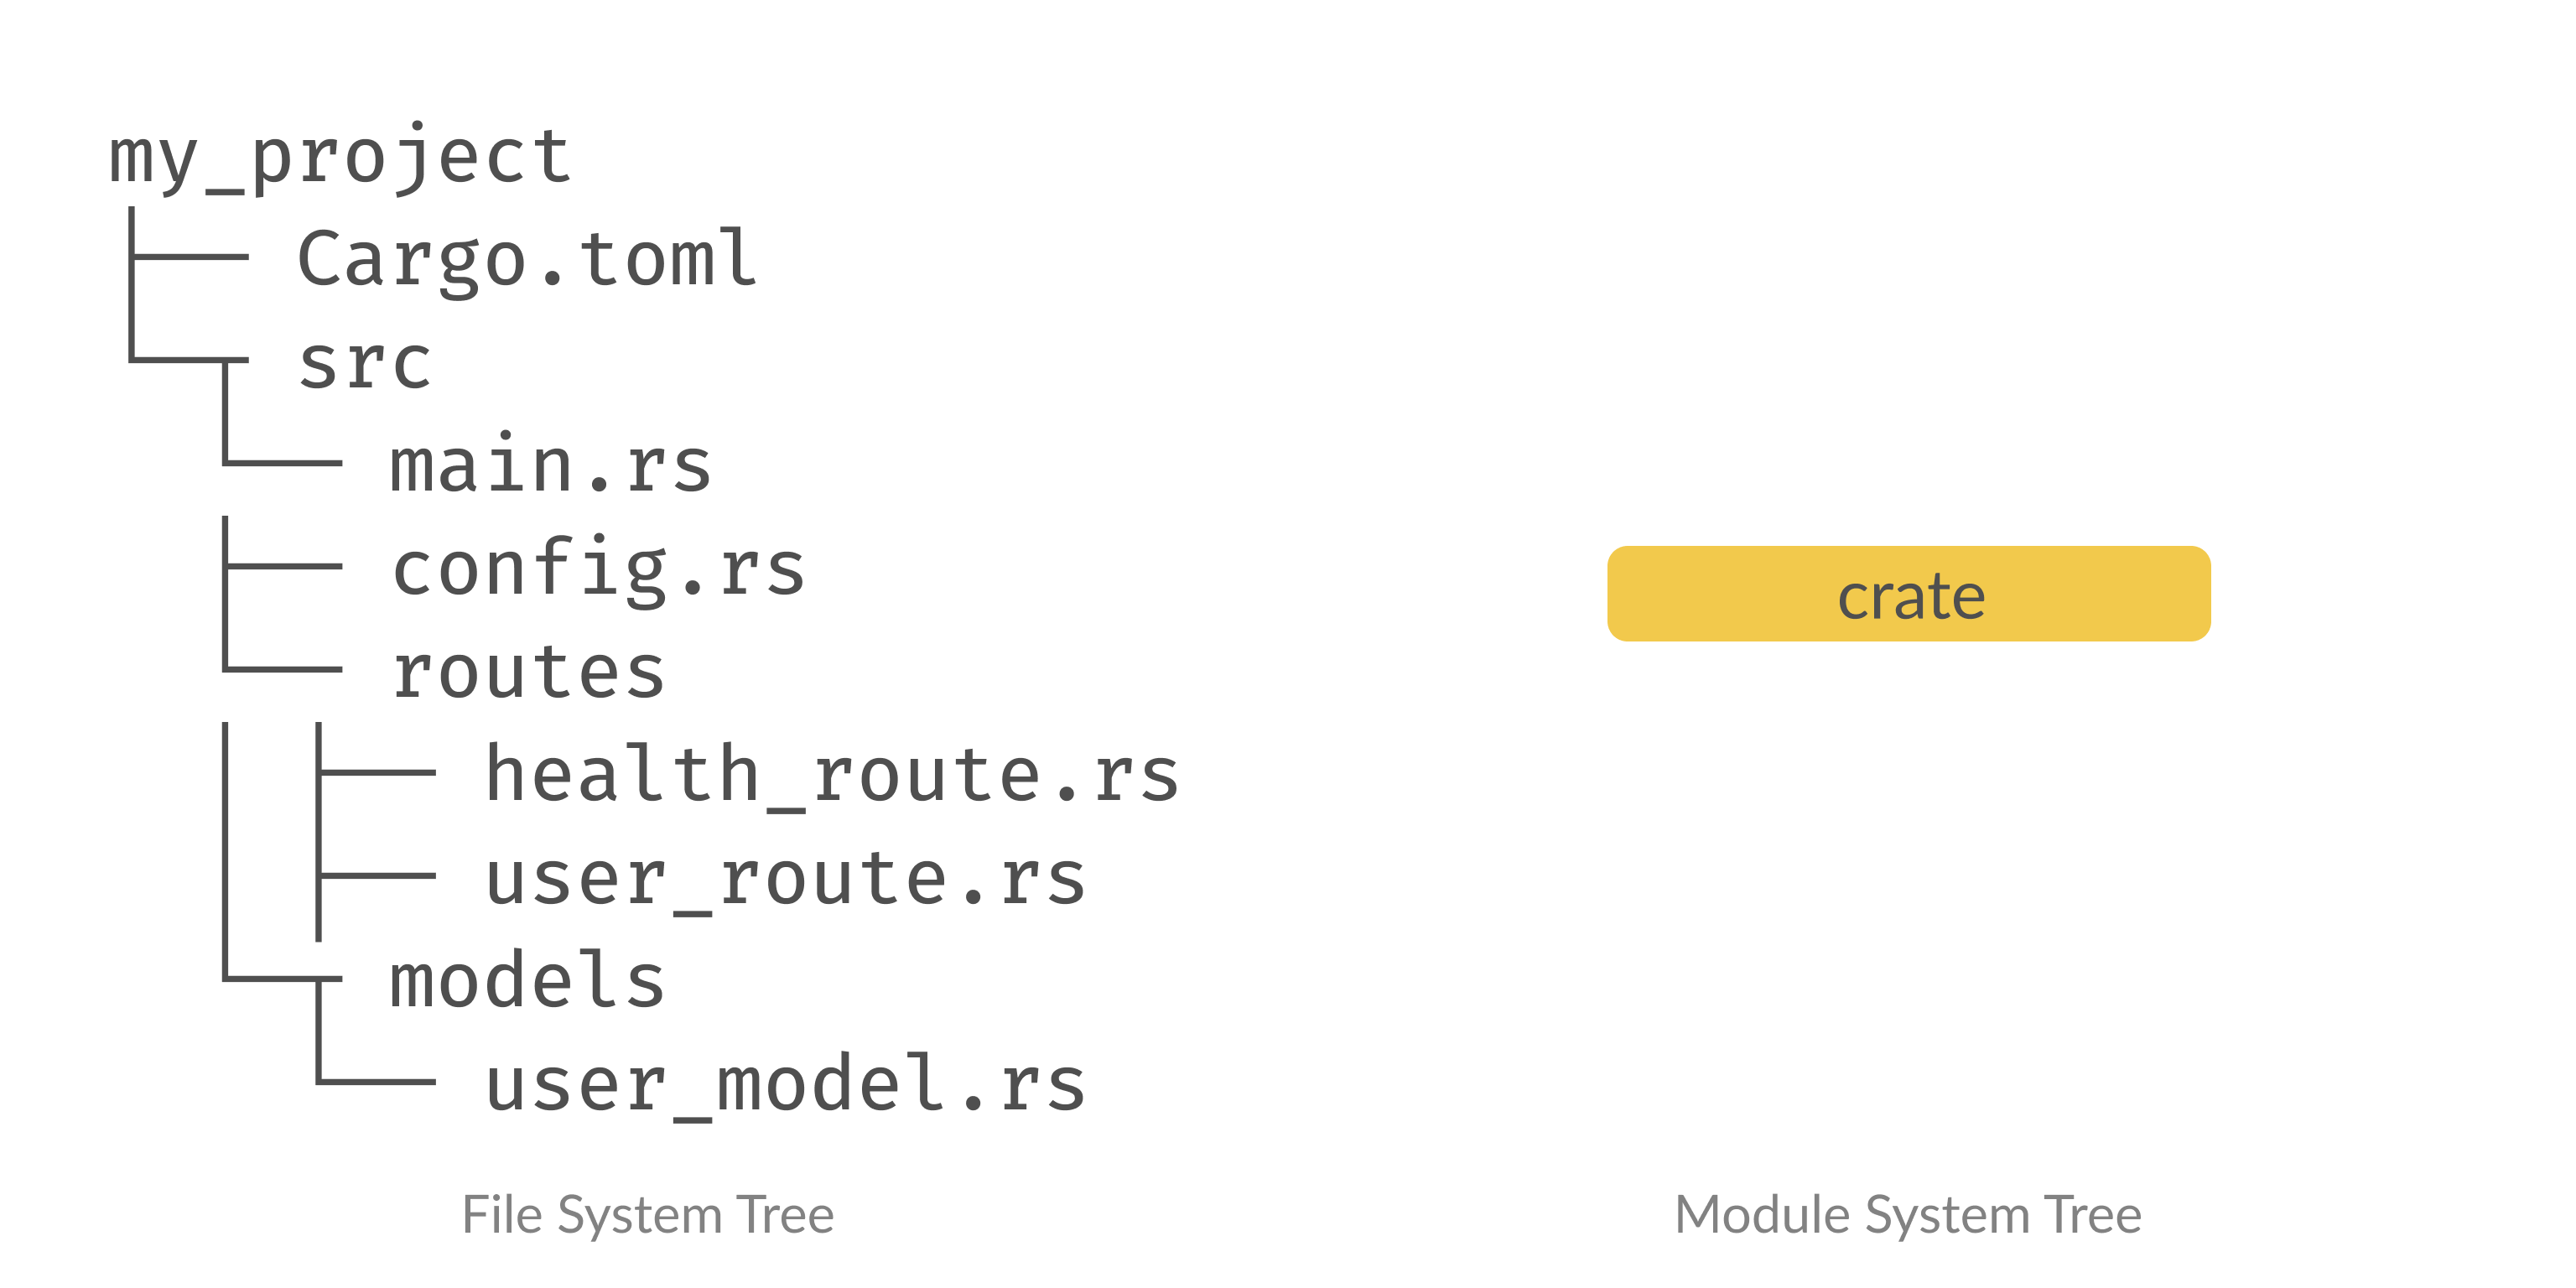 my_project
Cargo.toml
src
main.rs
config.rs
routes
health_route.rs
user_route.rs
models
user_model.rs
File System Tree
crate
Module System Tree